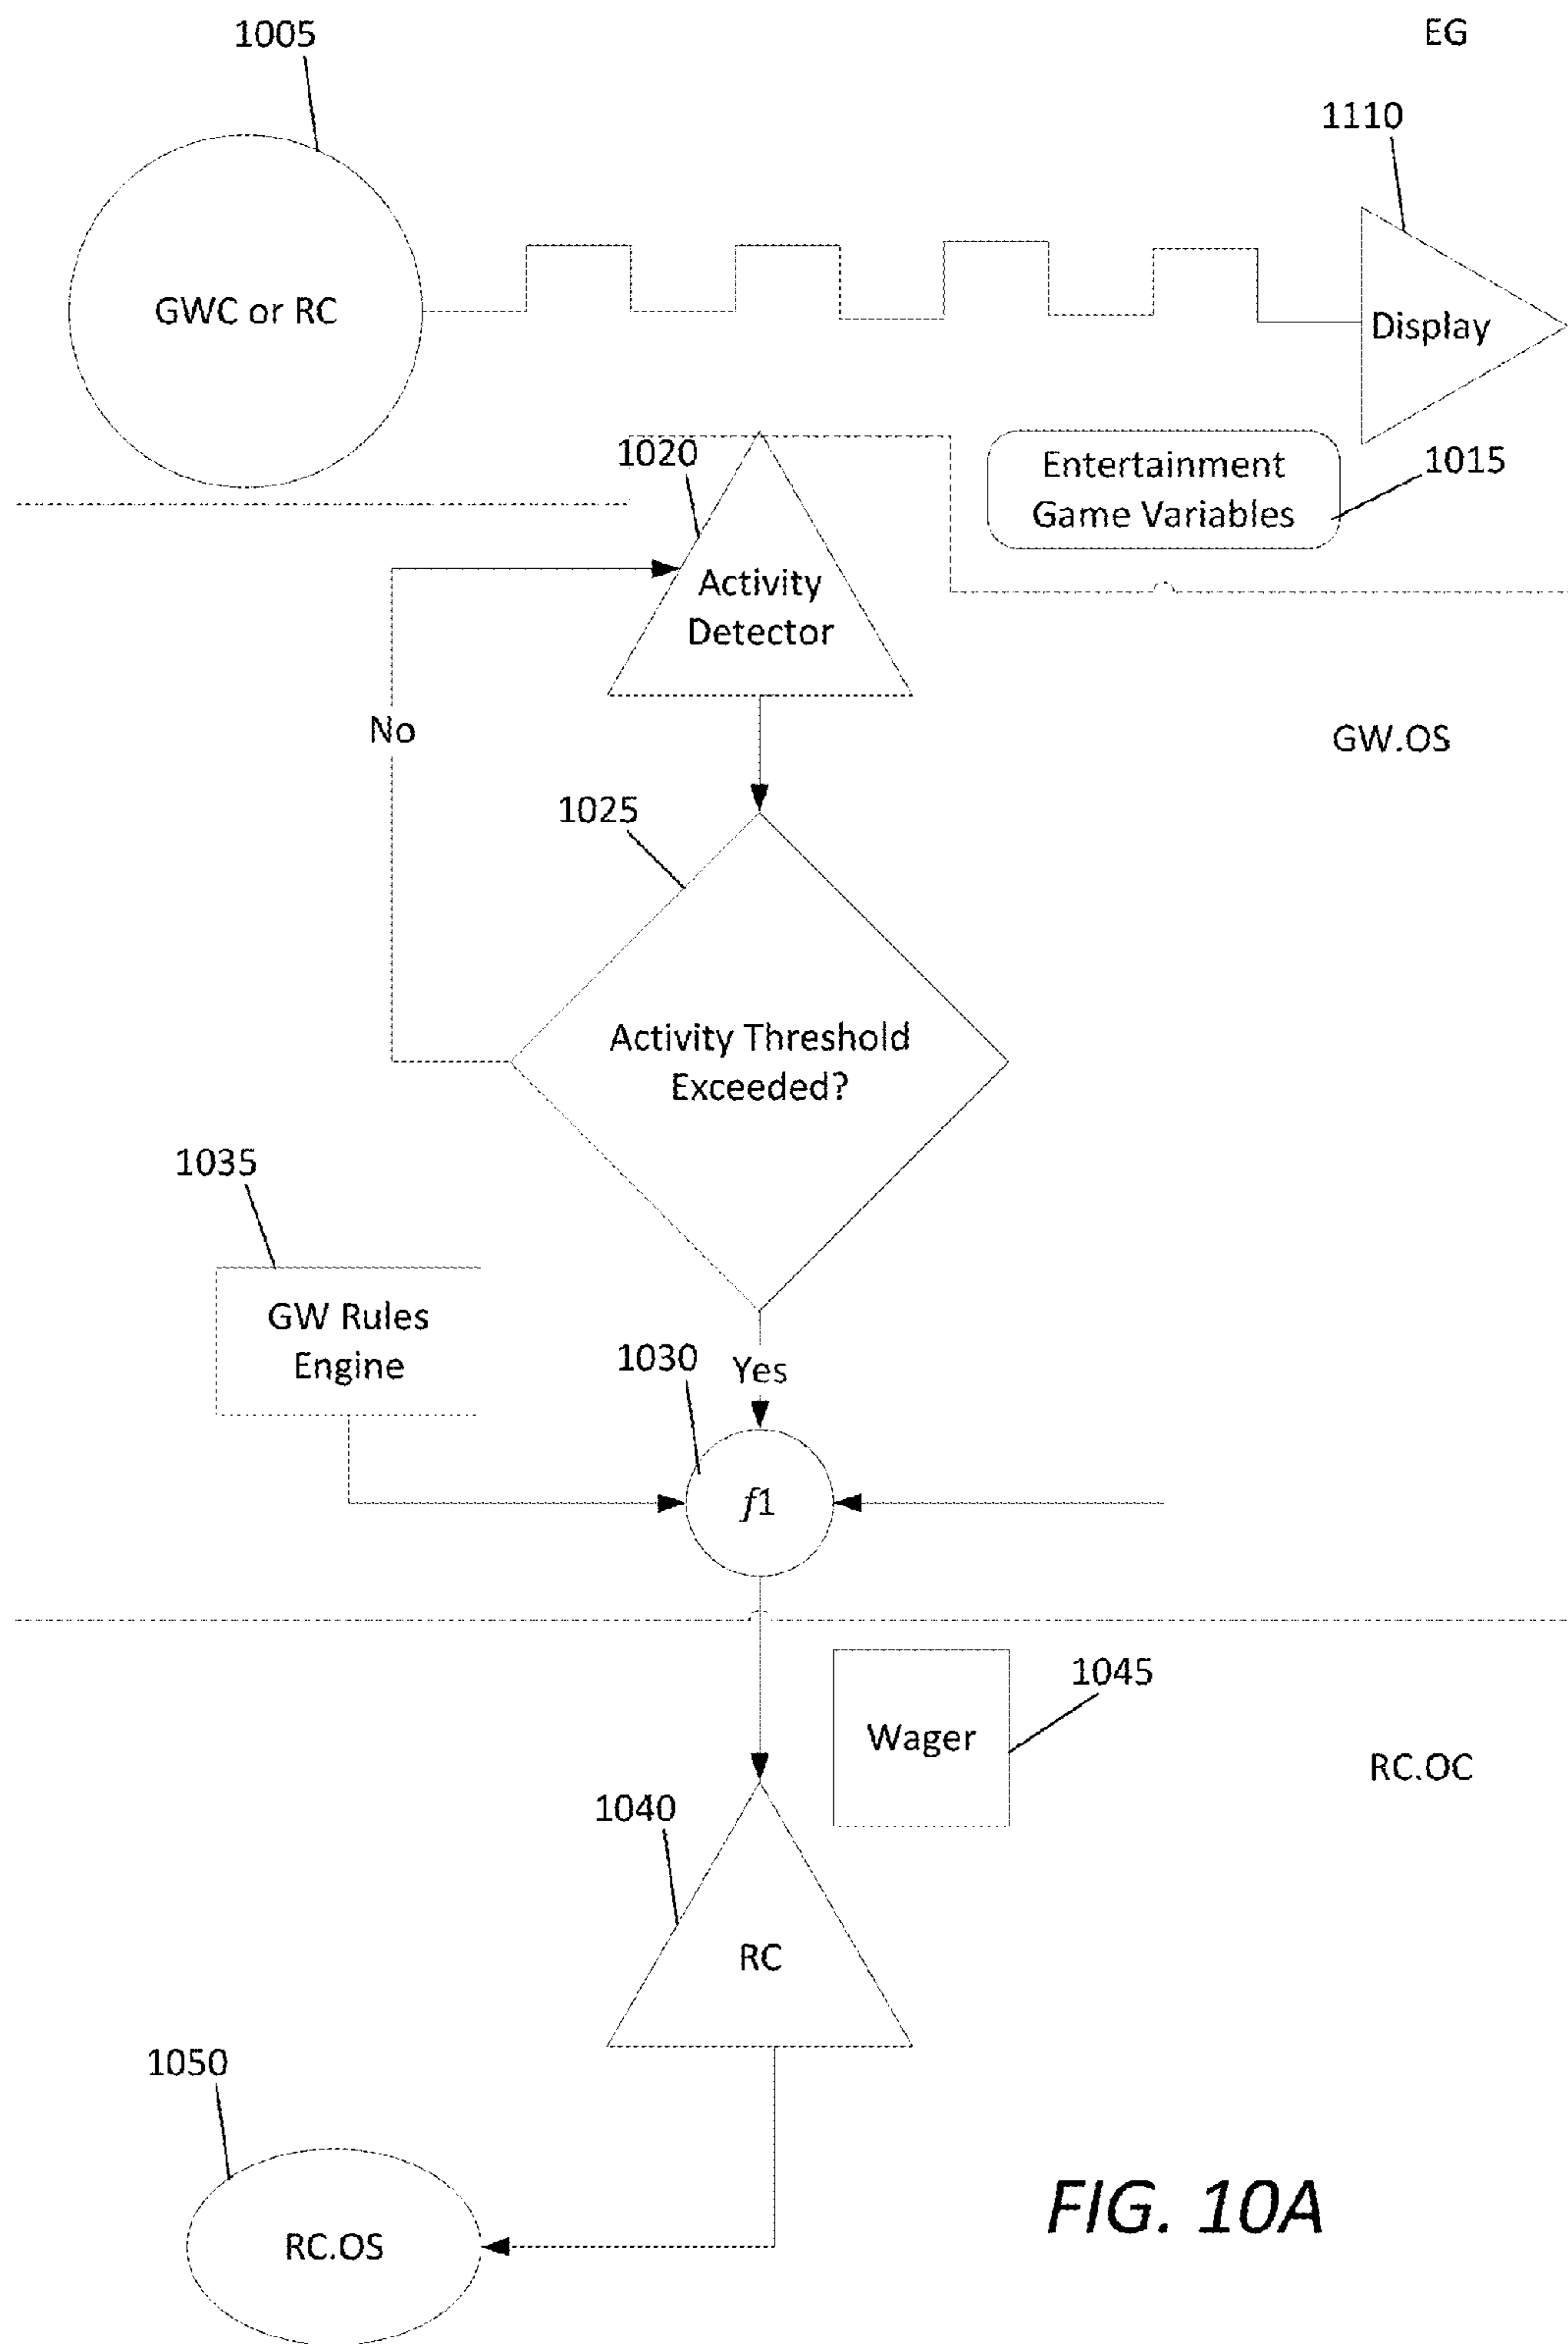 1005
EG
1110
GWC or RC
Display
1020
Entertainment
Game Variables
1015
Activity
Detector
No
GW.OS
1025
Activity Threshold
Exceeded?
1035
GW Rules
Engine
1030
Yes
f1
1045
Wager
RC.OC
1040
RC
1050
RC.OS
FIG. 10A